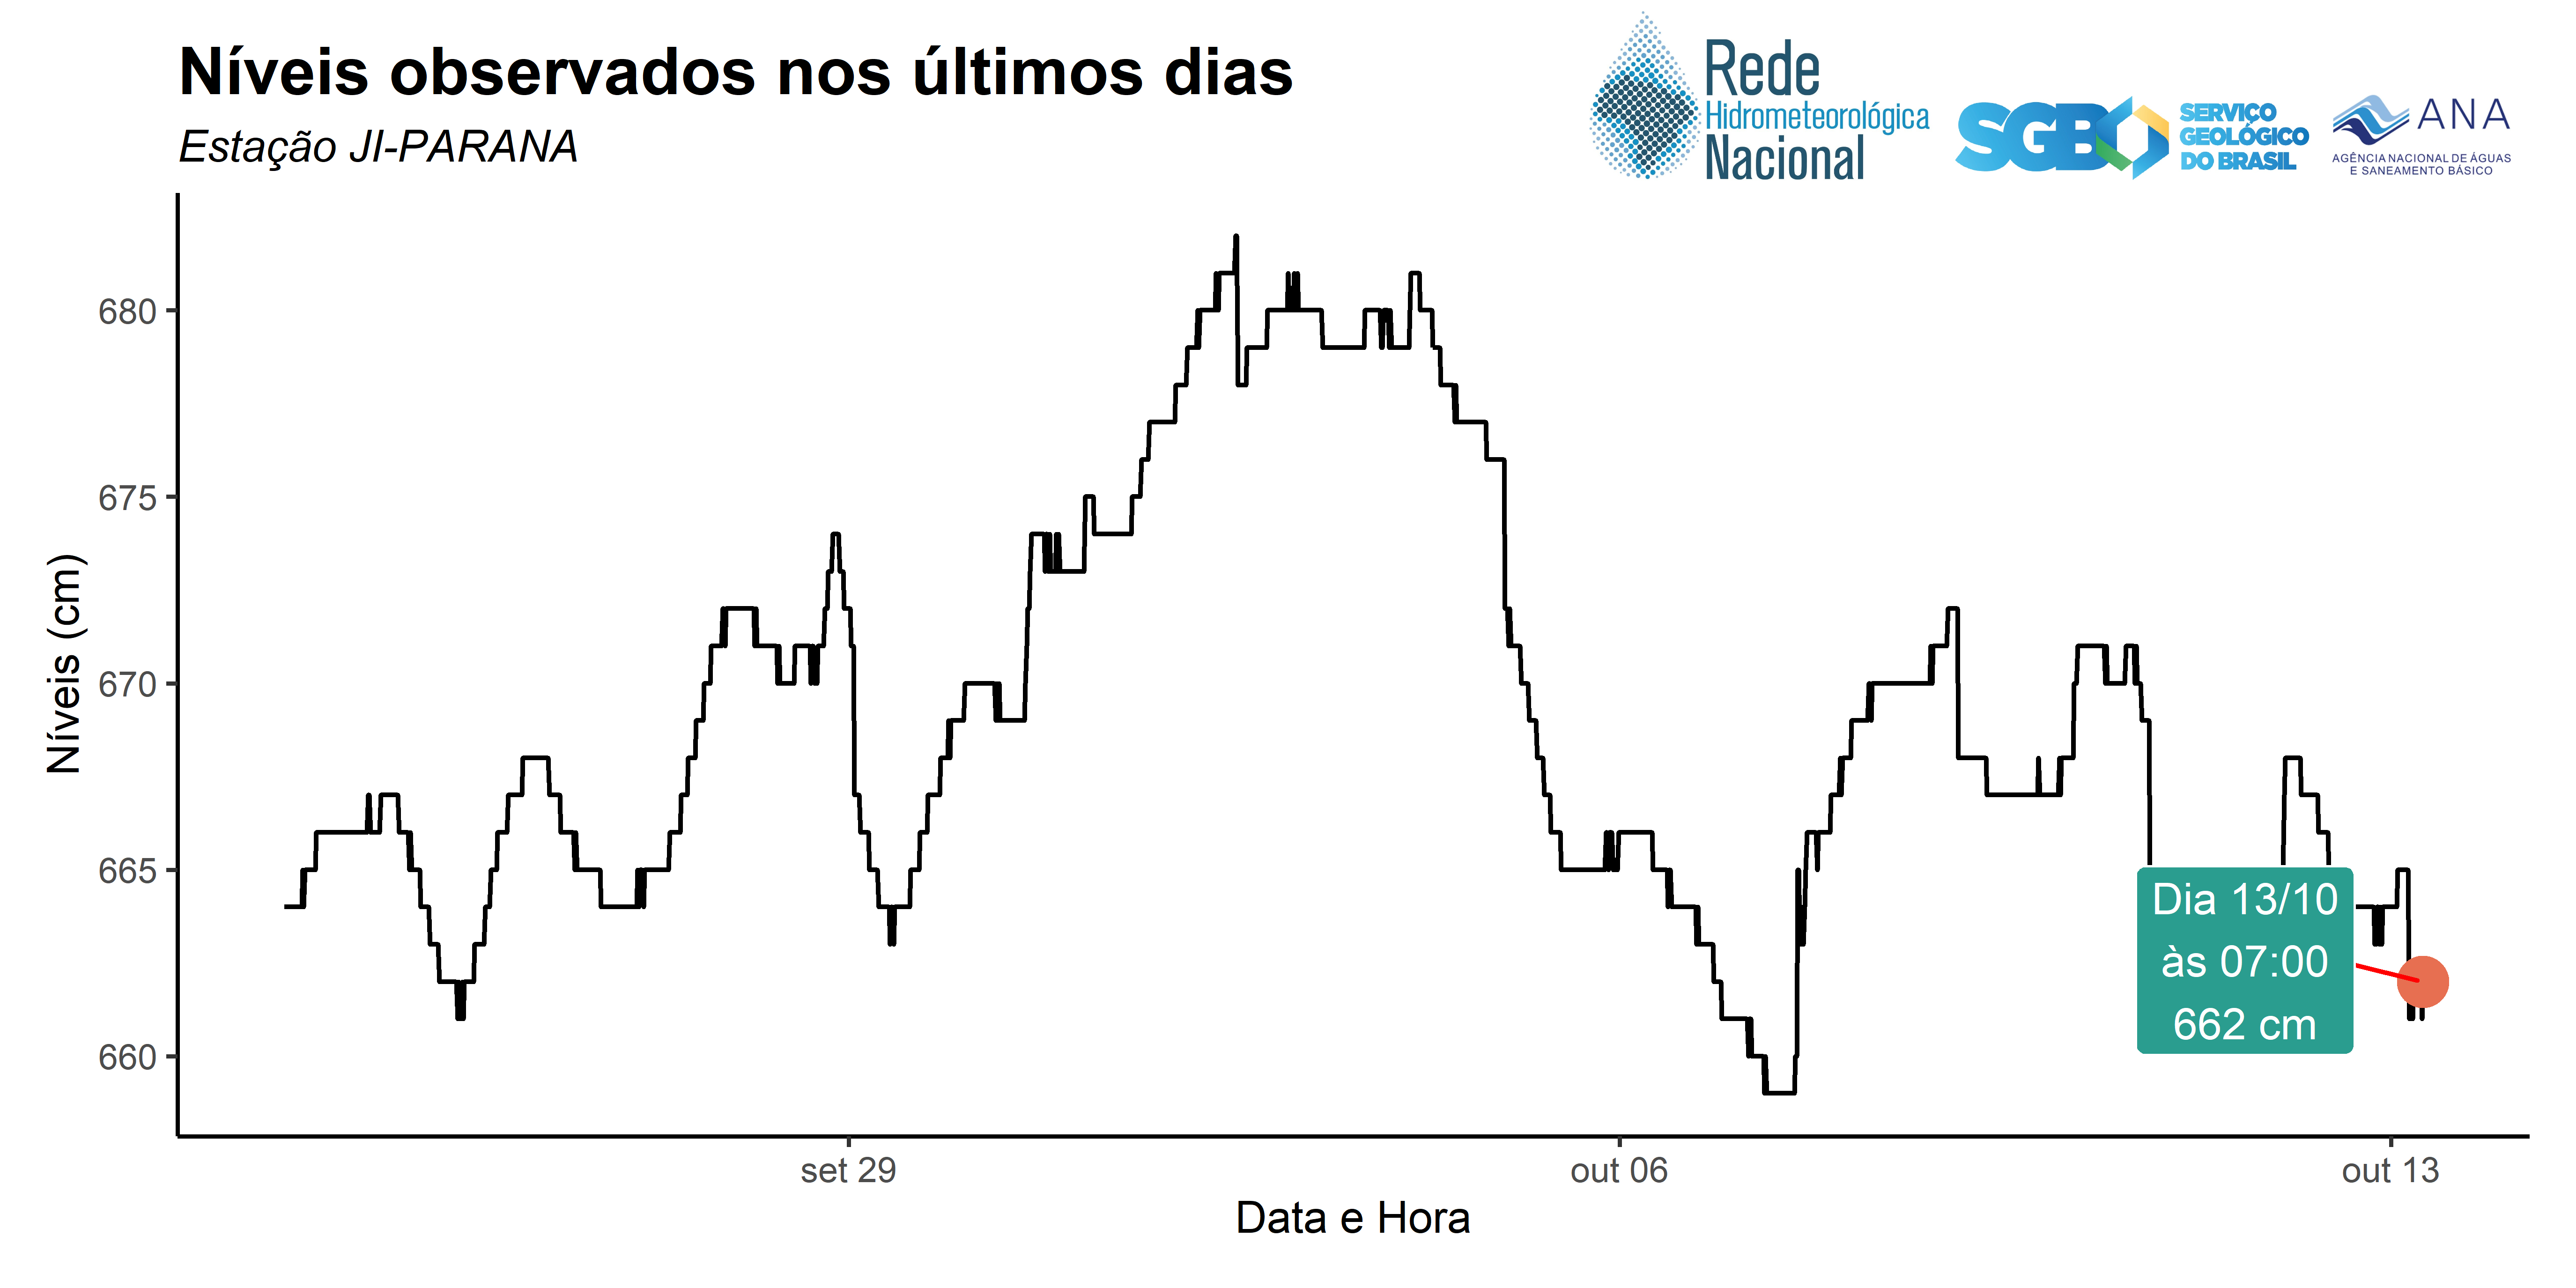 Níveis observados nos últimos dias
Estação JI-PARANA
Rede
Hidrometeorológica
Nacional
SGB
SERVIÇO
GEOLÓGICO
DO BRASIL
ANA
AGÊNCIA NACIONAL DE ÁGUAS
E SANEAMENTO BÁSICO
Níveis (cm)
680
675
670
665
660
Dia 13/10
às 07:00
662 cm
set 29
out 06
out 13
Data e Hora